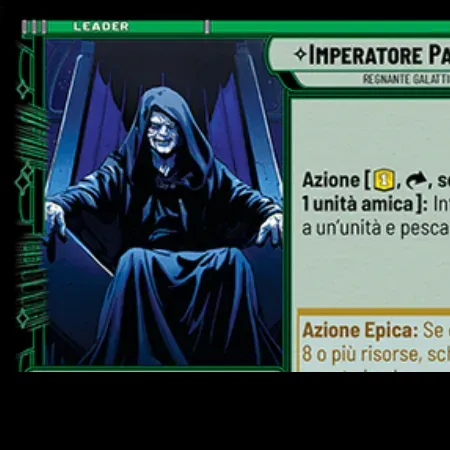 LEADER
IMPERATORE PA
REGNANTE GALATTI
Azione [1, , s
1 unità amica]: In
a un'unità e pesca
Azione Epica: Se
8 o più risorse, sc